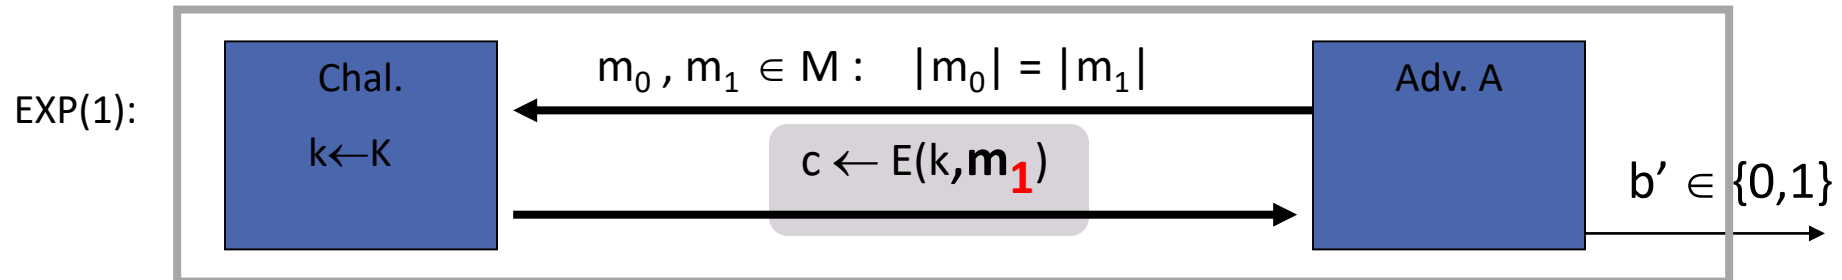 EXP(1):
Chal.
k←K
m₀ , m₁ ∈ M : |m₀| = |m₁|
c ← E(k,m₁)
Adv. A
b’ ∈ {0,1}